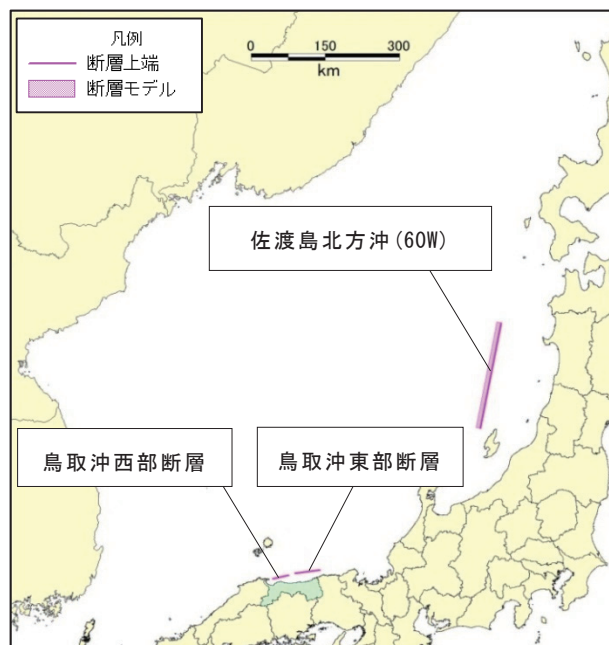 凡例
断層上端
断層モデル
0 150 300
km
佐渡島北方沖(60W)
鳥取沖西部断層
鳥取沖東部断層